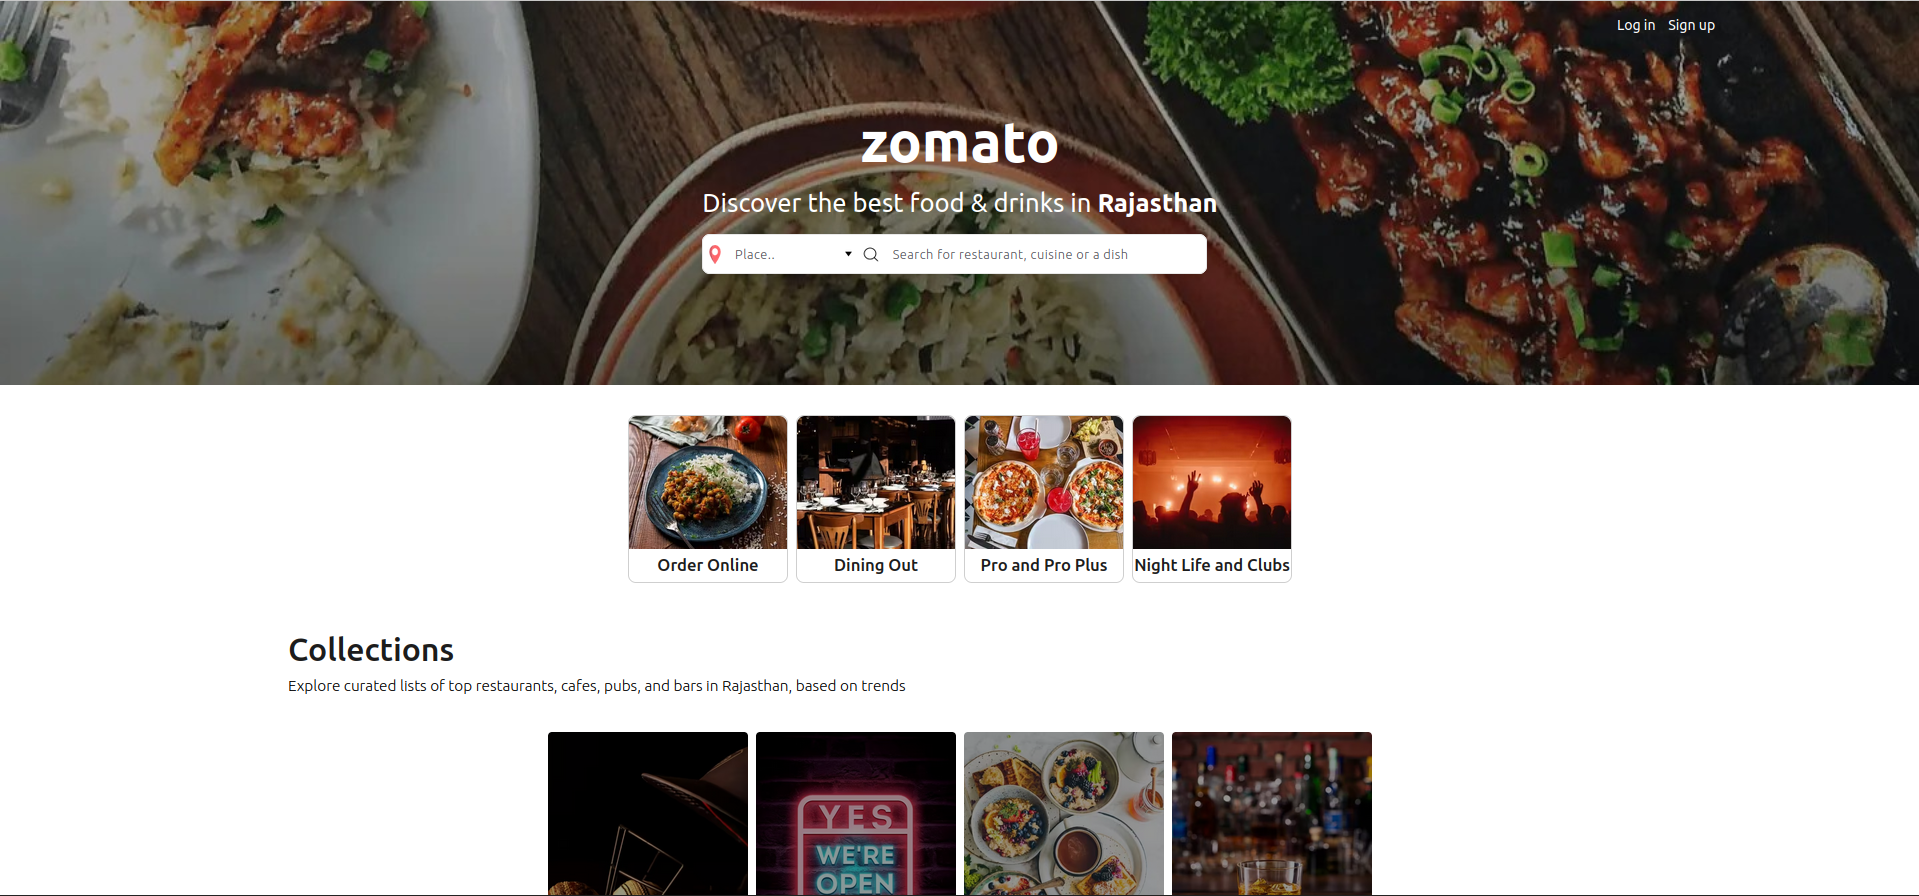 Log in Sign up
zomato
Discover the best food & drinks in Rajasthan
Place.. Search for restaurant, cuisine or a dish
Order Online
Dining Out
Pro and Pro Plus
Night Life and Clubs
Collections
Explore curated lists of top restaurants, cafes, pubs, and bars in Rajasthan, based on trends
YES
WE'RE
OPEN